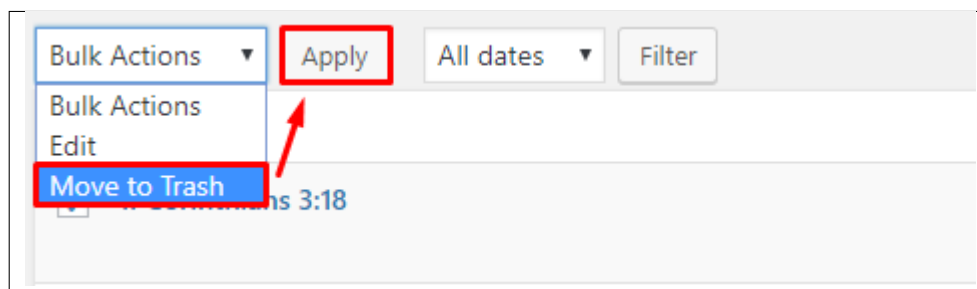 Bulk Actions Apply All dates Filter
Bulk Actions
Edit
Move to Trash
3:18